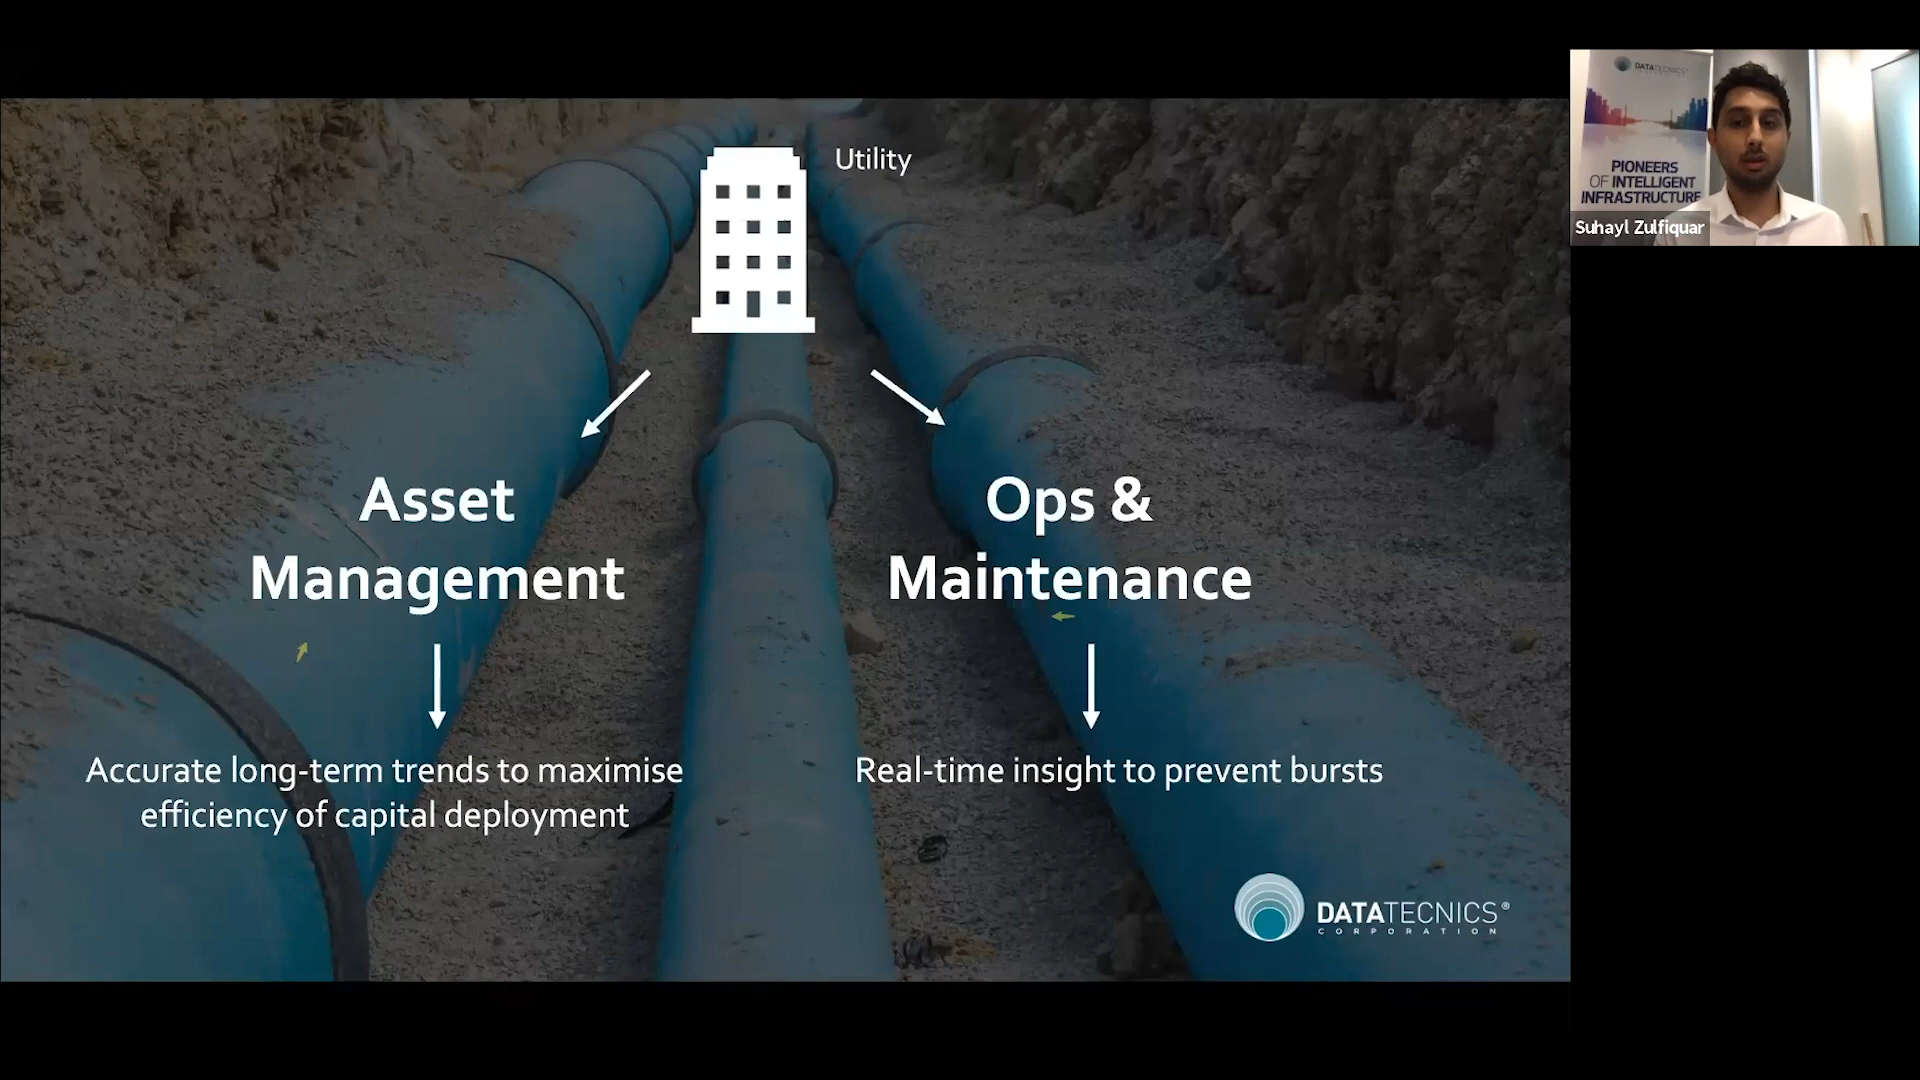 Utility
Asset
Management
Ops &
Maintenance
Accurate long-term trends to maximise
efficiency of capital deployment
Real-time insight to prevent bursts
DATATECNICS®
CORPORATION
DATATECNICS
PIONEERS
OF INTELLIGENT
INFRASTRUCTURE
Suhayl Zulfiquar